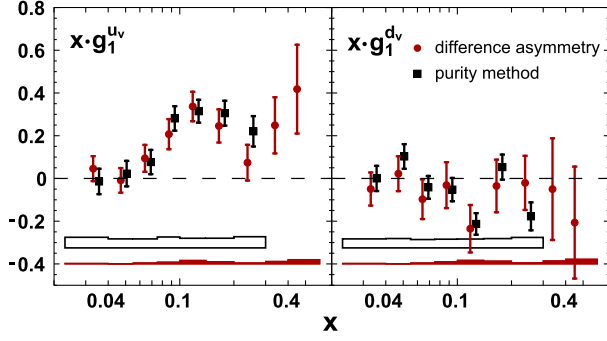 x·g₁ᵘᵛ
x·g₁ᵈᵛ
difference asymmetry
purity method
0.8
0.6
0.4
0.2
0
-0.2
-0.4
0.04 0.1 0.4 0.04 0.1 0.4
x